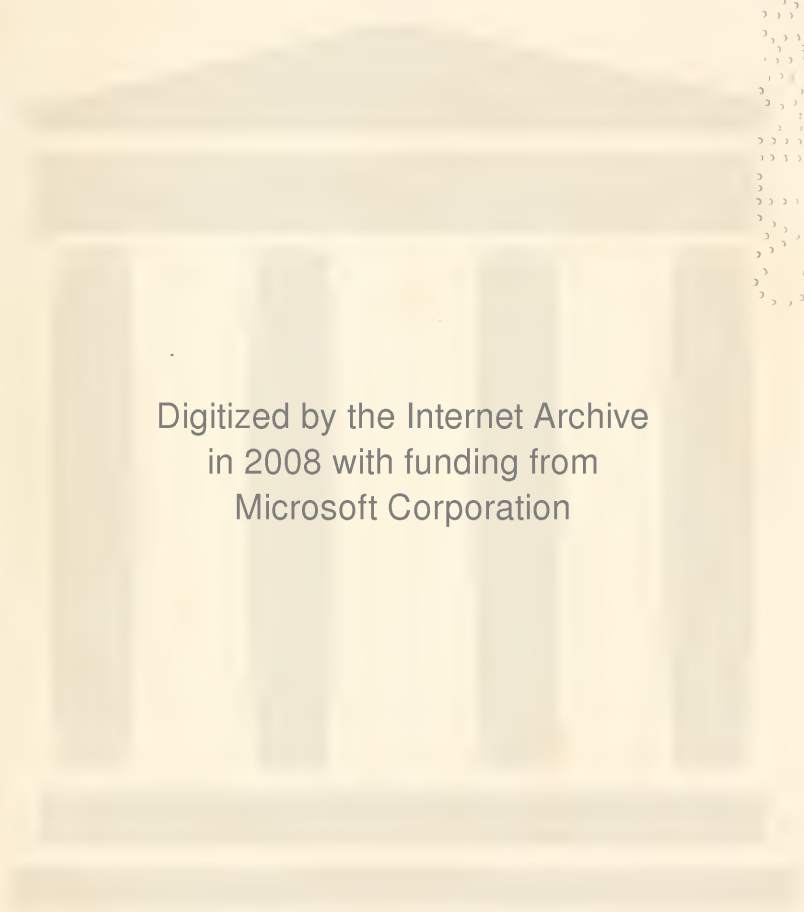 Digitized by the Internet Archive
in 2008 with funding from
Microsoft Corporation